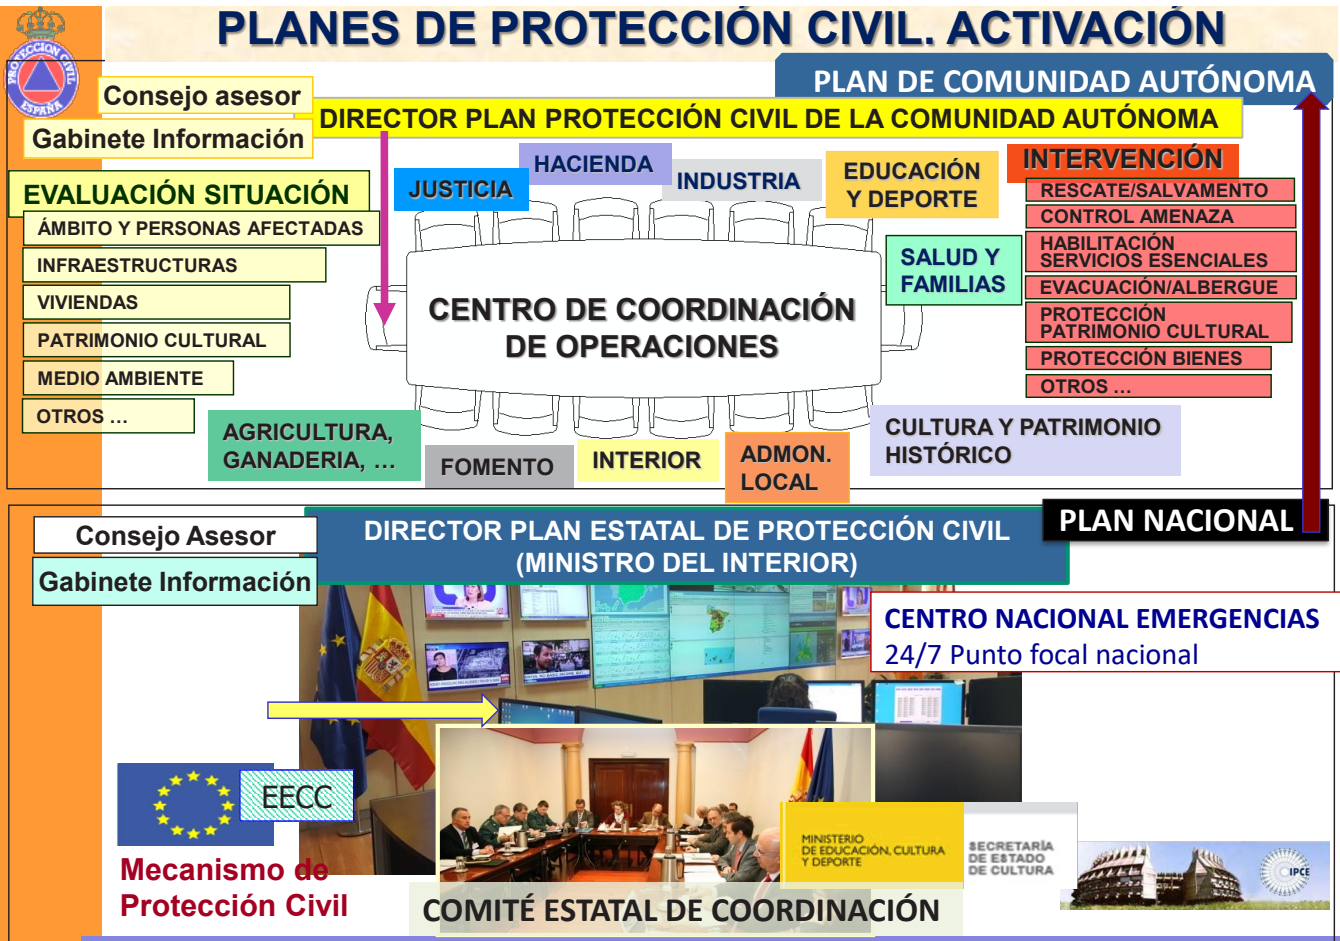 PLANES DE PROTECCIÓN CIVIL. ACTIVACIÓN
PROTECCION CIVIL
ESPAÑA
PLAN DE COMUNIDAD AUTÓNOMA
Consejo asesor
DIRECTOR PLAN PROTECCIÓN CIVIL DE LA COMUNIDAD AUTÓNOMA
Gabinete Información
EVALUACIÓN SITUACIÓN
ÁMBITO Y PERSONAS AFECTADAS
INFRAESTRUCTURAS
VIVIENDAS
PATRIMONIO CULTURAL
MEDIO AMBIENTE
OTROS ...
JUSTICIA
HACIENDA
INDUSTRIA
EDUCACIÓN
Y DEPORTE
SALUD Y
FAMILIAS
CENTRO DE COORDINACIÓN
DE OPERACIONES
INTERVENCIÓN
RESCATE/SALVAMENTO
CONTROL AMENAZA
HABILITACIÓN
SERVICIOS ESENCIALES
EVACUACIÓN/ALBERGUE
PROTECCIÓN
PATRIMONIO CULTURAL
PROTECCIÓN BIENES
OTROS ...
AGRICULTURA,
GANADERIA, ...
FOMENTO
INTERIOR
ADMON.
LOCAL
CULTURA Y PATRIMONIO
HISTÓRICO
PLAN NACIONAL
Consejo Asesor
Gabinete Información
DIRECTOR PLAN ESTATAL DE PROTECCIÓN CIVIL
(MINISTRO DEL INTERIOR)
CENTRO NACIONAL EMERGENCIAS
24/7 Punto focal nacional
EECC
Mecanismo de
Protección Civil
MINISTERIO
DE EDUCACIÓN, CULTURA
Y DEPORTE
SECRETARÍA
DE ESTADO
DE CULTURA
IPCE
COMITÉ ESTATAL DE COORDINACIÓN